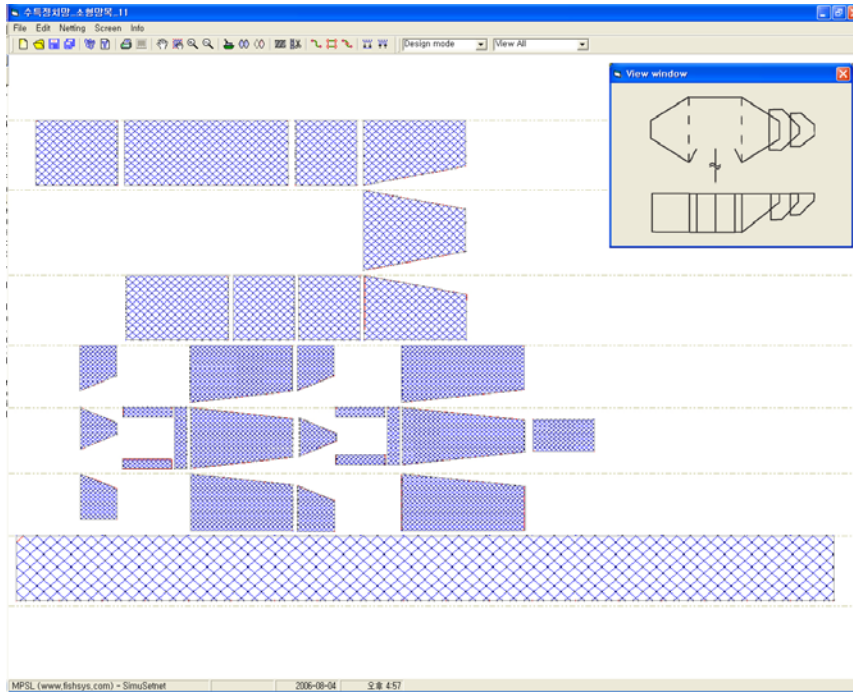 수특정치망_소형망목_11
File Edit Netting Screen Info
Design mode View All
View window
MPSL (www.fishsys.com) - SimuSetnet 2006-08-04 오후 4:57